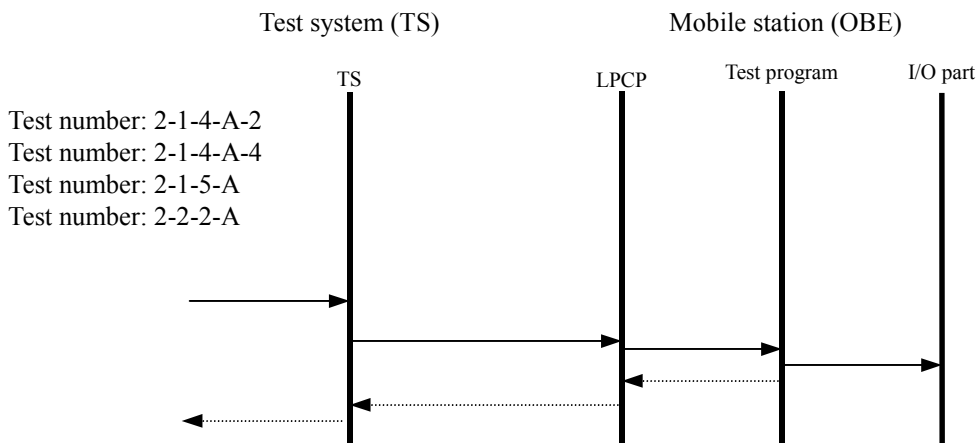 Test system (TS)
Mobile station (OBE)
TS
LPCP
Test program
I/O part
Test number: 2-1-4-A-2
Test number: 2-1-4-A-4
Test number: 2-1-5-A
Test number: 2-2-2-A